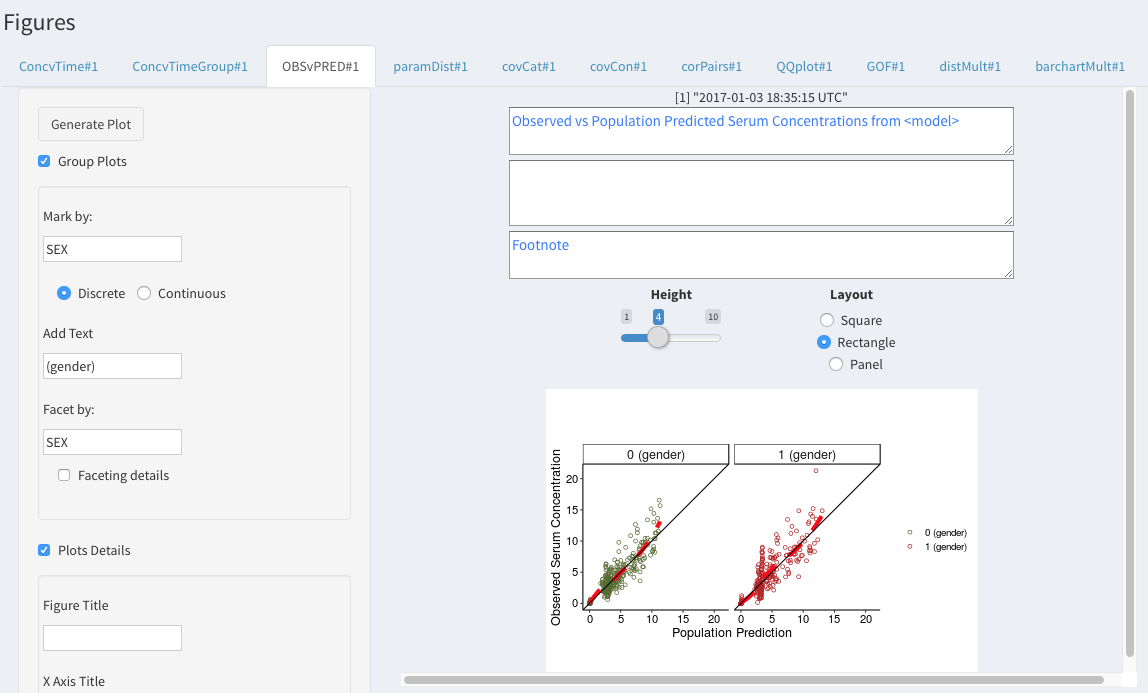 Figures
ConcvTime#1 ConcvTimeGroup#1 OBSvPRED#1 paramDist#1 covCat#1 covCon#1 corPairs#1 QQplot#1 GOF#1 distMult#1 barchartMult#1
Generate Plot
Group Plots
Mark by:
SEX
Discrete Continuous
Add Text
(gender)
Facet by:
SEX
Faceting details
Plots Details
Figure Title
X Axis Title
[1] "2017-01-03 18:35:15 UTC"
Observed vs Population Predicted Serum Concentrations from <model>
Footnote
Height
1 4 10
Layout
Square
Rectangle
Panel
0 (gender) 1 (gender)
Observed Serum Concentration
20
15
10
5
0
0 5 10 15 20 0 5 10 15 20
Population Prediction
0 (gender)
1 (gender)